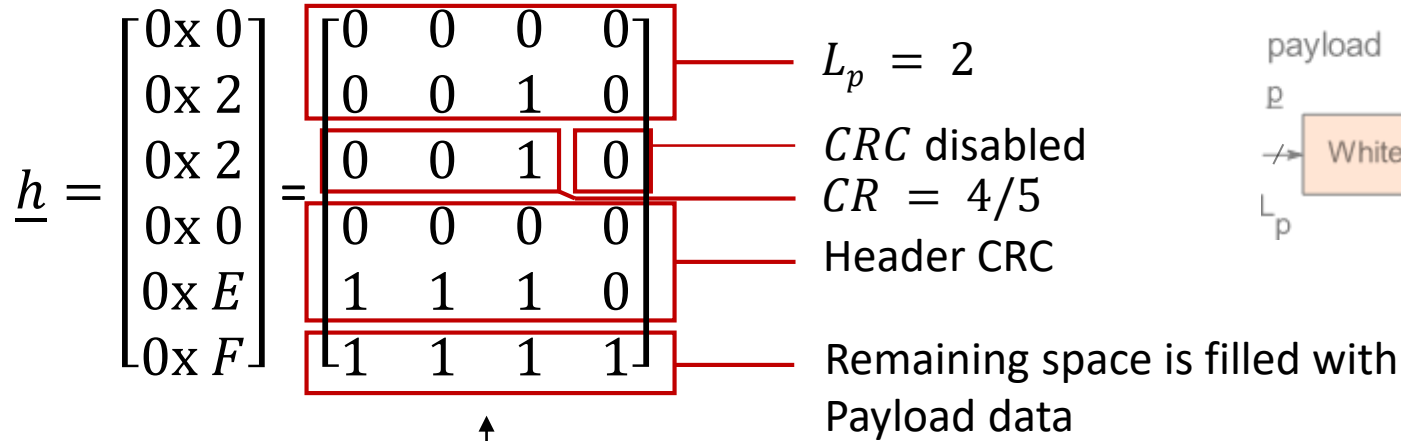 h =
0x 0
0x 2
0x 2
0x 0
0x E
0x F
=
0 0 0 0
0 0 1 0
0 0 1 0
0 0 0 0
1 1 1 0
1 1 1 1
Lp = 2
CRC disabled
CR = 4/5
Header CRC
Remaining space is filled with
Payload data
payload
p
White
Lp